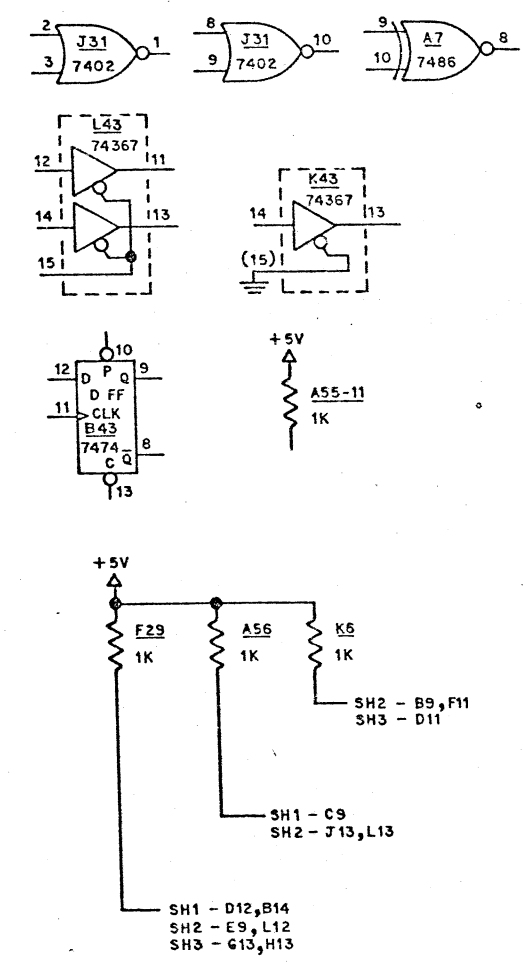 2 J31 1
3 7402
8 J31 10
9 7402
9 A7 8
10 7486
L43
74367
12 11
14 13
15
K43
74367
14 13
(15)
10
12 D P Q 9
D FF
11 CLK
B43
7474 Q̅ 8
C
13
+5V
A55-11
1K
+5V
F29
1K
A56
1K
K6
1K
SH2 - B9,F11
SH3 - D11
SH1 - C9
SH2 - J13,L13
SH1 - D12,B14
SH2 - E9,L12
SH3 - G13,H13